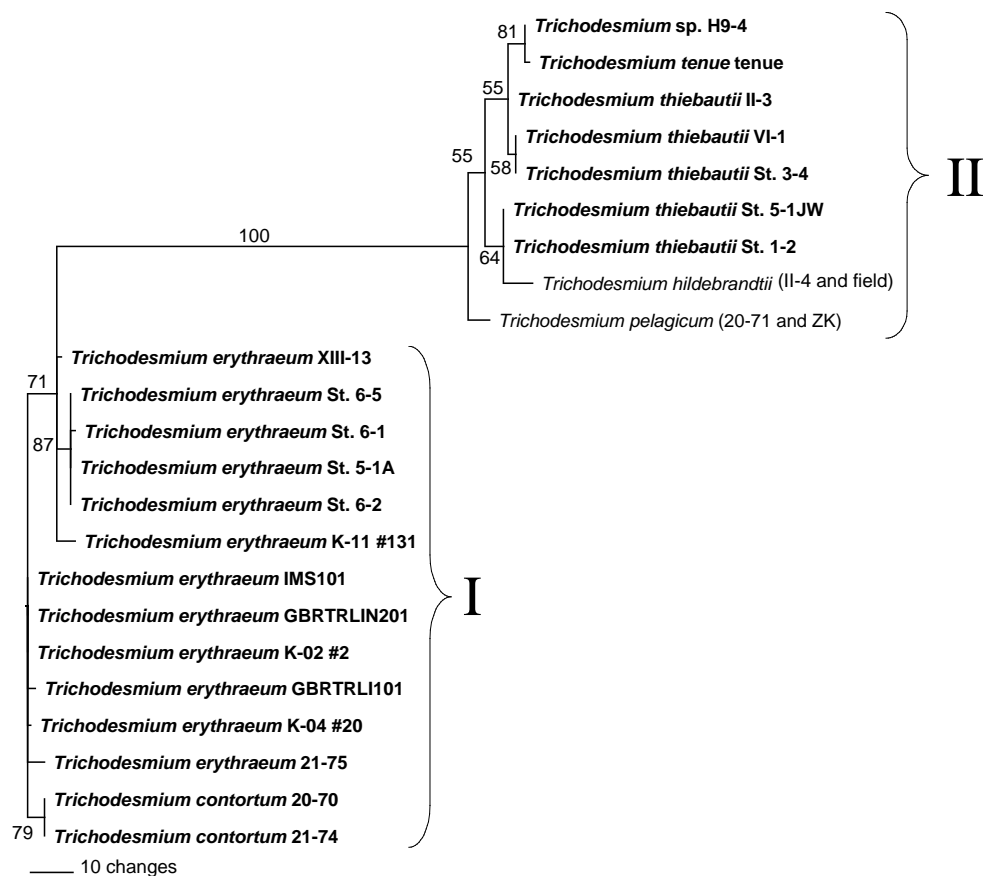 81 Trichodesmium sp. H9-4
Trichodesmium tenue tenue
55 Trichodesmium thiebautii II-3
Trichodesmium thiebautii VI-1
55
58 Trichodesmium thiebautii St. 3-4
II
Trichodesmium thiebautii St. 5-1JW
100
Trichodesmium thiebautii St. 1-2
64
Trichodesmium hildebrandtii (II-4 and field)
Trichodesmium pelagicum (20-71 and ZK)
Trichodesmium erythraeum XIII-13
71
Trichodesmium erythraeum St. 6-5
Trichodesmium erythraeum St. 6-1
87
Trichodesmium erythraeum St. 5-1A
Trichodesmium erythraeum St. 6-2
Trichodesmium erythraeum K-11 #131
Trichodesmium erythraeum IMS101
I
Trichodesmium erythraeum GBRTRLIN201
Trichodesmium erythraeum K-02 #2
Trichodesmium erythraeum GBRTRLI101
Trichodesmium erythraeum K-04 #20
Trichodesmium erythraeum 21-75
Trichodesmium contortum 20-70
79 Trichodesmium contortum 21-74
10 changes